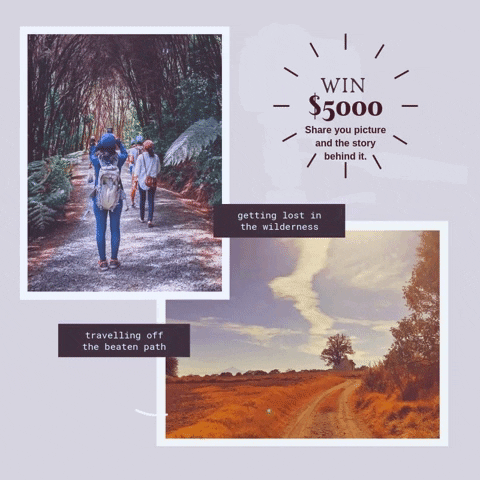 WIN
$5000
Share you picture
and the story
behind it.
getting lost in
the wilderness
travelling off
the beaten path